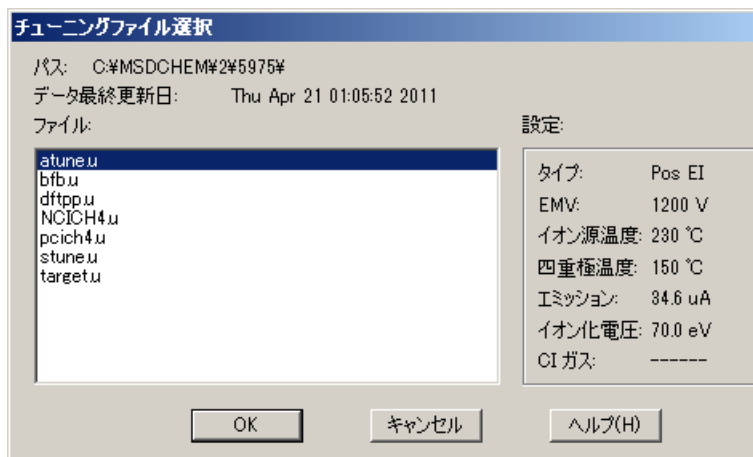 チューニングファイル選択
パス: C:¥MSDCHEM¥2¥5975¥
データ最終更新日: Thu Apr 21 01:05:52 2011
ファイル:
atune.u
bfb.u
dftpp.u
NCICH4.u
pcich4.u
stune.u
target.u
設定:
タイプ: Pos EI
EMV: 1200 V
イオン源温度: 230 ℃
四重極温度: 150 ℃
エミッション: 34.6 uA
イオン化電圧: 70.0 eV
CI ガス: ------
OK キャンセル ヘルプ(H)